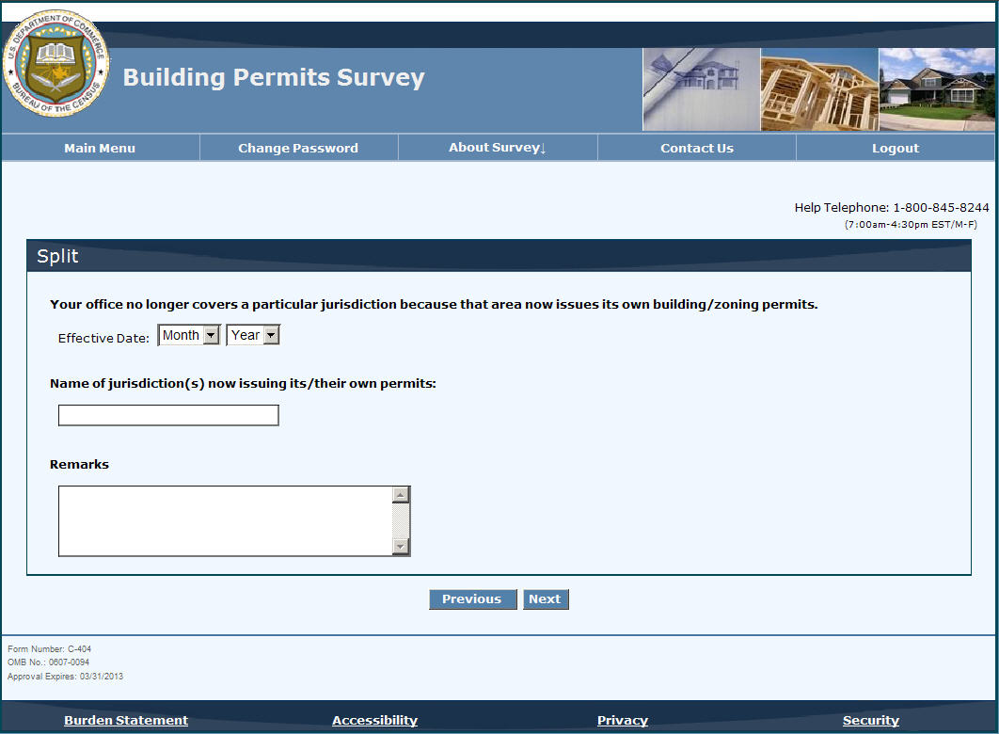 U.S. DEPARTMENT OF COMMERCE
BUREAU OF THE CENSUS
Building Permits Survey
Main Menu Change Password About Survey↓ Contact Us Logout
Help Telephone: 1-800-845-8244
(7:00am-4:30pm EST/M-F)
Split
Your office no longer covers a particular jurisdiction because that area now issues its own building/zoning permits.
Effective Date: Month Year
Name of jurisdiction(s) now issuing its/their own permits:
Remarks
Previous Next
Form Number: C-404
OMB No.: 0607-0094
Approval Expires: 03/31/2013
Burden Statement Accessibility Privacy Security